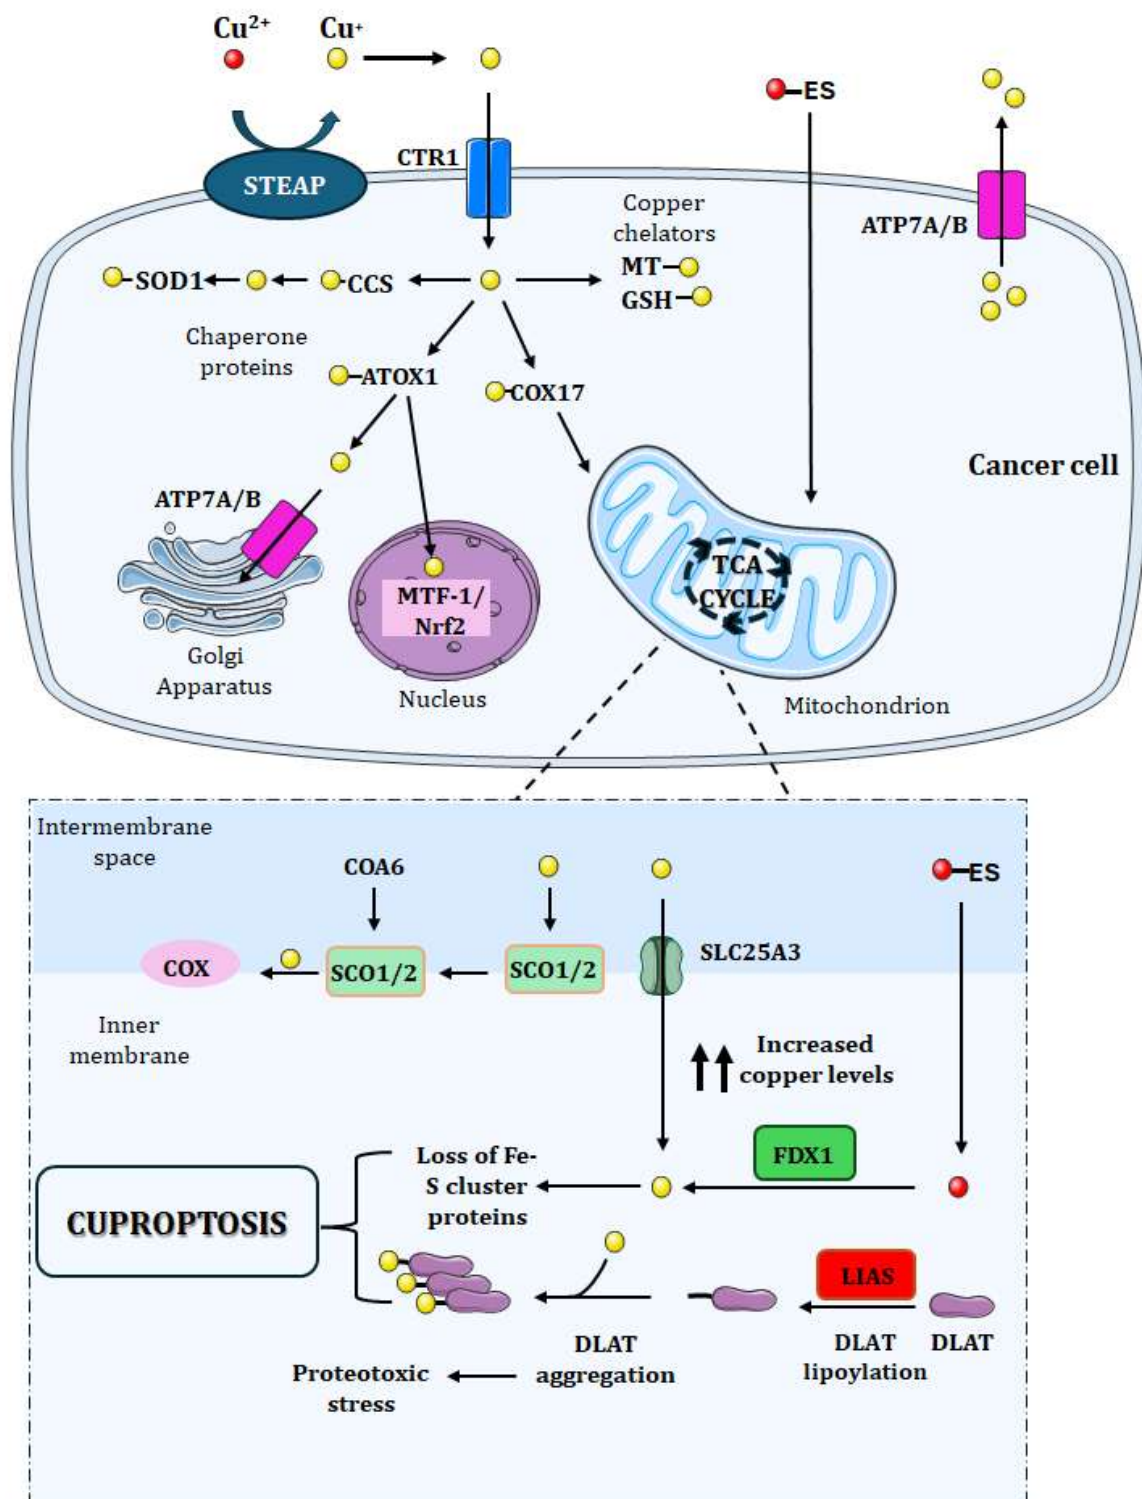 Cu²⁺
Cu⁺
ES
STEAP
CTR1
ATP7A/B
Copper
chelators
MT
GSH
SOD1
CCS
Chaperone
proteins
ATOX1
COX17
Cancer cell
ATP7A/B
TCA
CYCLE
MTF-1/
Nrf2
Golgi
Apparatus
Nucleus
Mitochondrion
Intermembrane
space
COA6
ES
COX
SCO1/2
SCO1/2
SLC25A3
Inner
membrane
Increased
copper levels
FDX1
Loss of Fe-
S cluster
proteins
CUPROPTOSIS
LIAS
DLAT
aggregation
DLAT
lipoylation
DLAT
Proteotoxic
stress